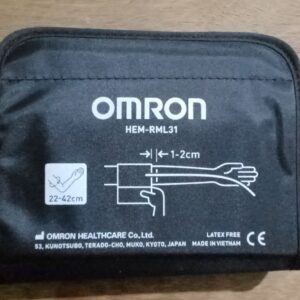 OMRON
HEM-RML31
1-2cm
22-42cm
OMRON HEALTHCARE Co., Ltd.
LATEX FREE
53, KUNOTSUBO, TERADO-CHO, MUKO, KYOTO, JAPAN
MADE IN VIETNAM
CE